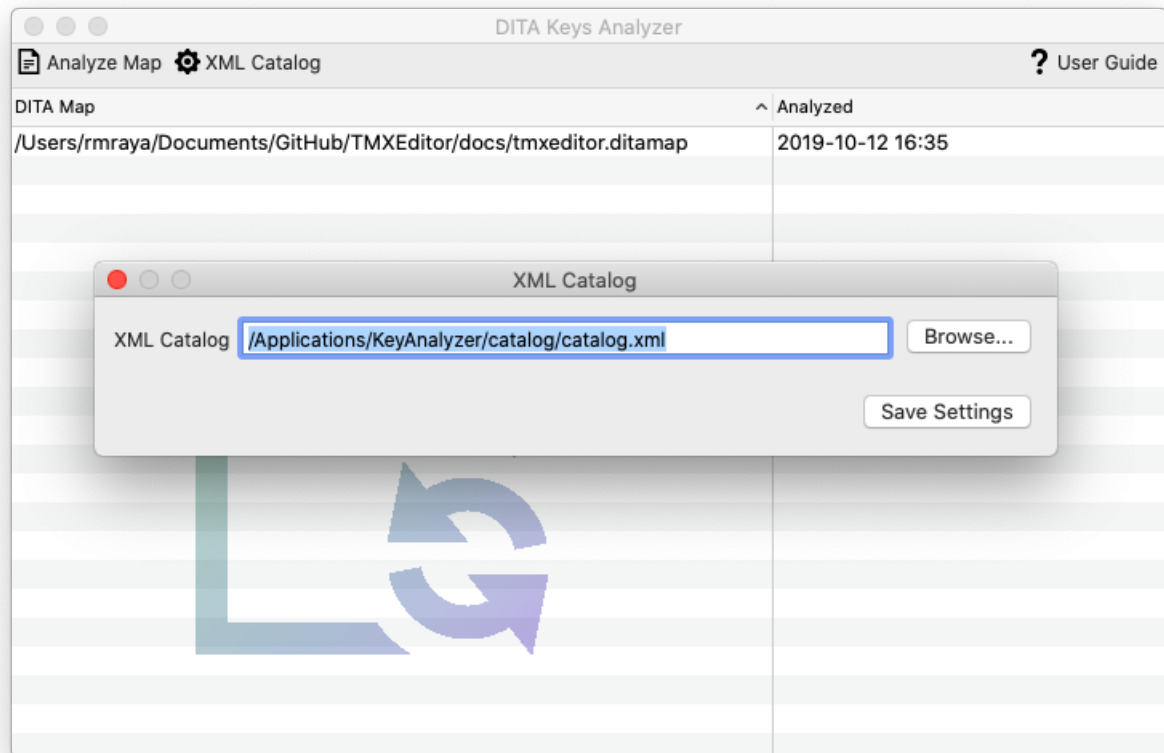 DITA Keys Analyzer
Analyze Map XML Catalog ? User Guide
DITA Map Analyzed
/Users/rmraya/Documents/GitHub/TMXEditor/docs/tmxeditor.ditamap 2019-10-12 16:35
XML Catalog
XML Catalog /Applications/KeyAnalyzer/catalog/catalog.xml Browse...
Save Settings